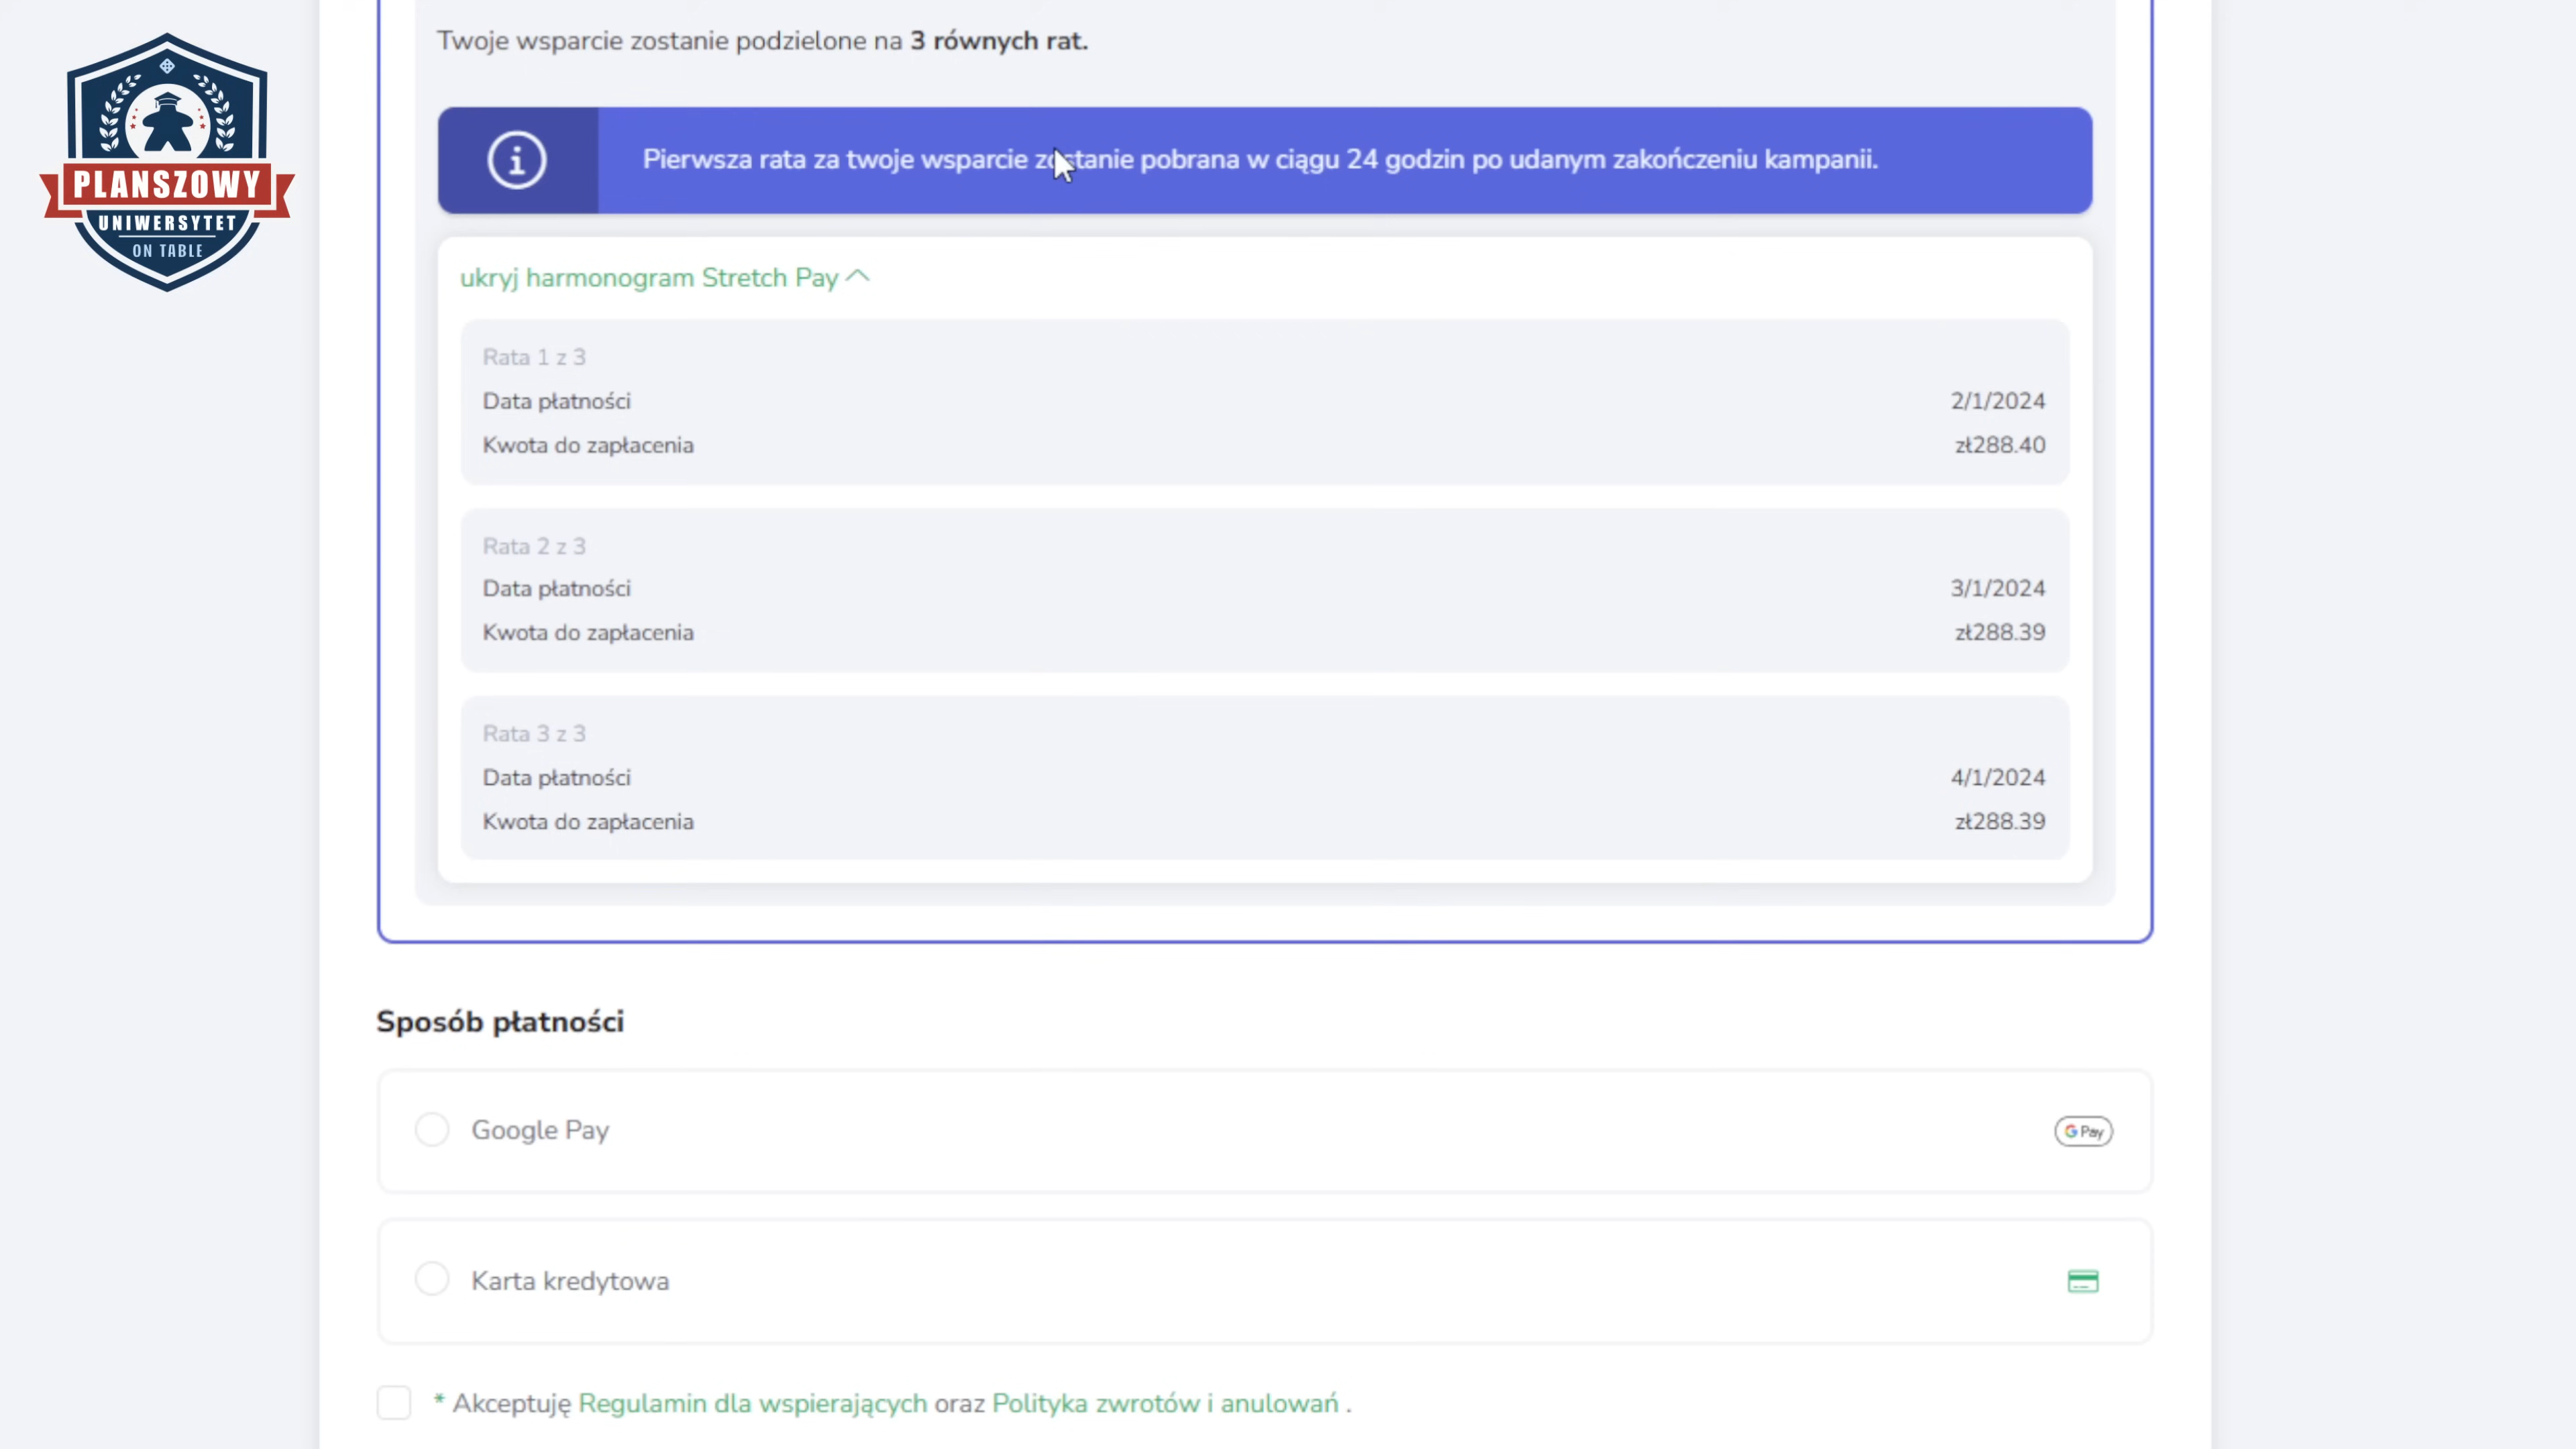 PLANSZOWY
UNIWERSYTET
ON TABLE
Twoje wsparcie zostanie podzielone na 3 równych rat.
Pierwsza rata za twoje wsparcie zostanie pobrana w ciągu 24 godzin po udanym zakończeniu kampanii.
ukryj harmonogram Stretch Pay
Rata 1 z 3
Data płatności 2/1/2024
Kwota do zapłacenia zł288.40
Rata 2 z 3
Data płatności 3/1/2024
Kwota do zapłacenia zł288.39
Rata 3 z 3
Data płatności 4/1/2024
Kwota do zapłacenia zł288.39
Sposób płatności
Google Pay G Pay
Karta kredytowa
* Akceptuję Regulamin dla wspierających oraz Polityka zwrotów i anulowań .